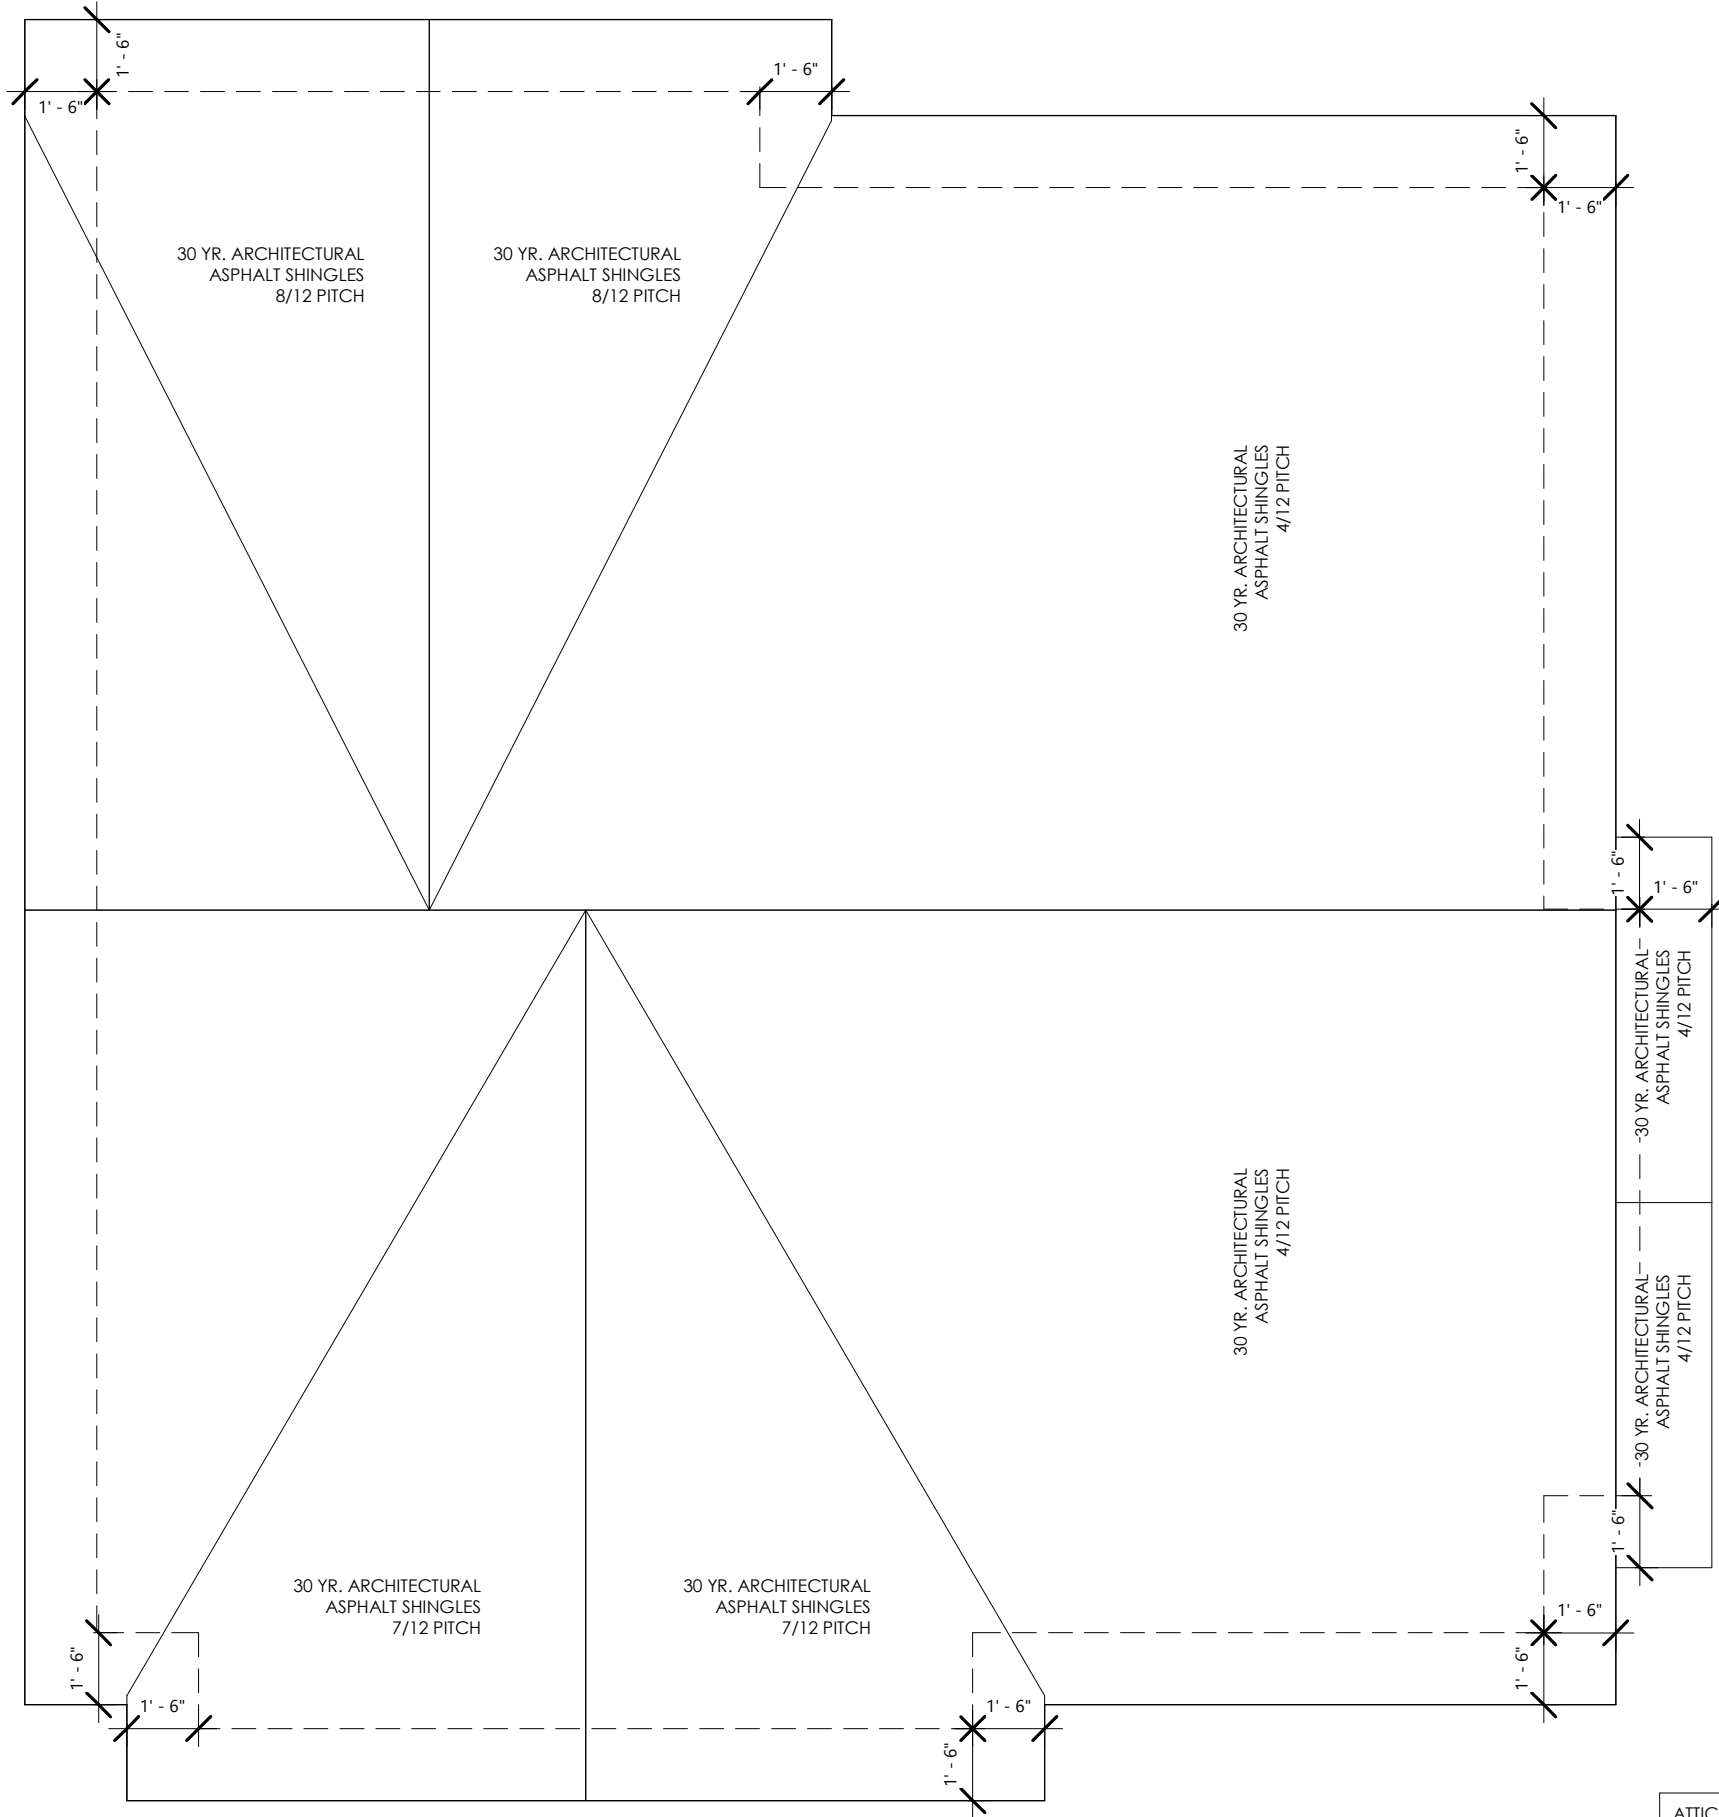 1' - 6"
1' - 6"
1' - 6"
1' - 6"
1' - 6"
30 YR. ARCHITECTURAL
ASPHALT SHINGLES
8/12 PITCH
30 YR. ARCHITECTURAL
ASPHALT SHINGLES
8/12 PITCH
30 YR. ARCHITECTURAL
ASPHALT SHINGLES
4/12 PITCH
1' - 6"
1' - 6"
30 YR. ARCHITECTURAL
ASPHALT SHINGLES
4/12 PITCH
30 YR. ARCHITECTURAL
ASPHALT SHINGLES
4/12 PITCH
30 YR. ARCHITECTURAL
ASPHALT SHINGLES
4/12 PITCH
1' - 6"
30 YR. ARCHITECTURAL
ASPHALT SHINGLES
7/12 PITCH
30 YR. ARCHITECTURAL
ASPHALT SHINGLES
7/12 PITCH
1' - 6"
1' - 6"
1' - 6"
1' - 6"
1' - 6"
1' - 6"
ATTIC